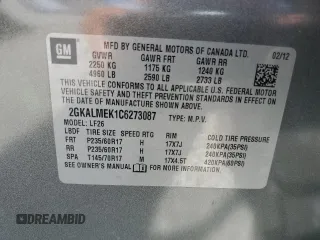 GM
MFD BY GENERAL MOTORS OF CANADA LTD.
02/12
GVWR GAWR FRT GAWR RR
2250 KG 1175 KG 1240 KG
4960 LB 2590 LB 2733 LB
THIS VEHICLE CONFORMS TO ALL APPLICABLE U.S. FEDERAL MOTOR
VEHICLE SAFETY AND THEFT PREVENTION STANDARDS IN EFFECT ON
THE DATE OF MANUFACTURE SHOWN ABOVE.
2GKALMEK1C6273087 TYPE: M.P.V.
MODEL: LF26
LBDF TIRE SIZE SPEED RTG RIM COLD TIRE PRESSURE
FRT P235/60R17 H 17X7J 240KPA(35PSI)
RR P235/60R17 H 17X7J 240KPA(35PSI)
SPA T145/70R17 M 17X4.5T 420KPA(60PSI)
SEE OWNER'S MANUAL FOR ADDITIONAL INFORMATION.
DREAMBID